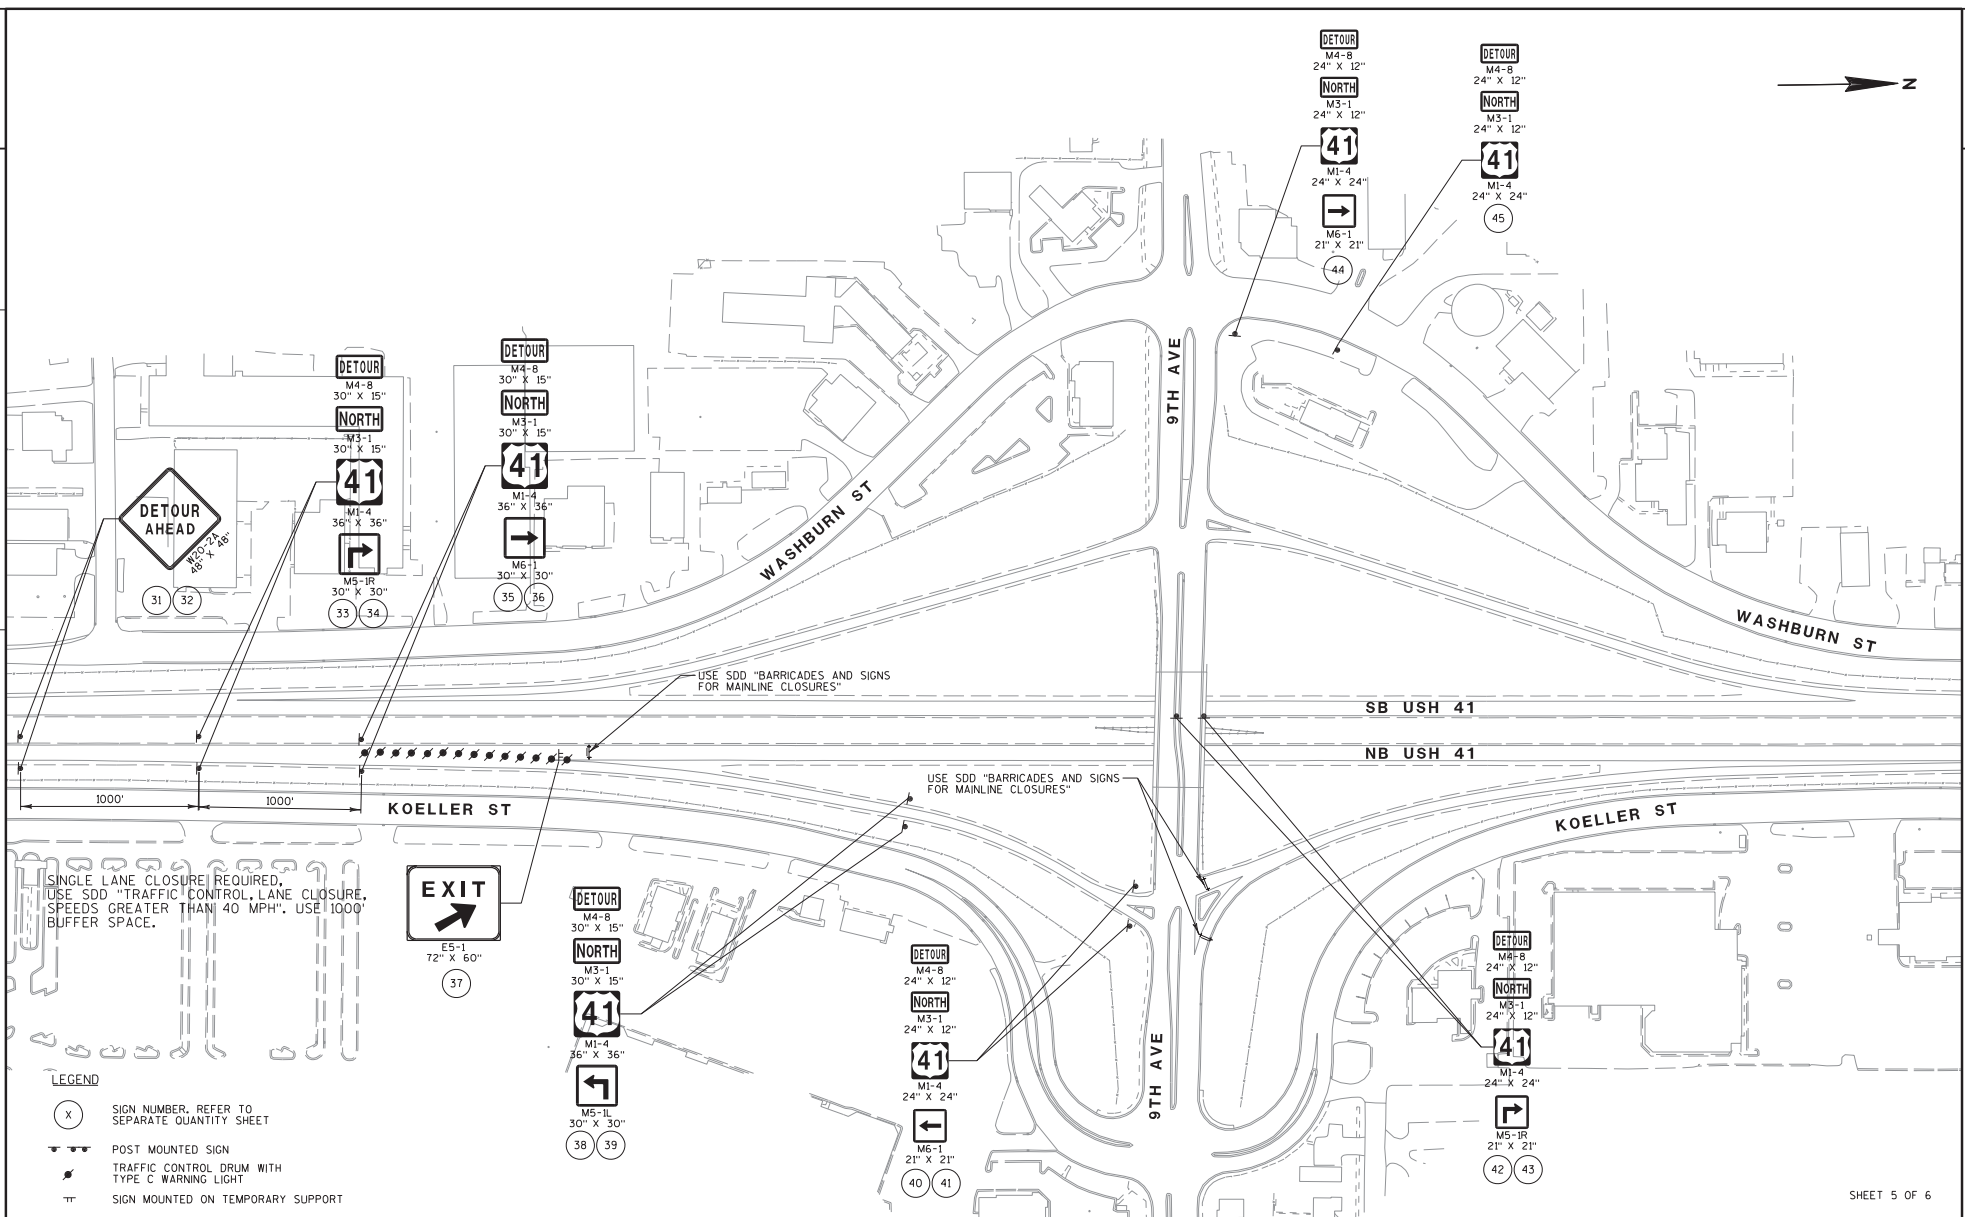 DETOUR
M4-8
24" X 12"
NORTH
M3-1
24" X 12"
41
M1-4
24" X 24"
M6-1
21" X 21"
44
DETOUR
M4-8
24" X 12"
NORTH
M3-1
24" X 12"
41
M1-4
24" X 24"
45
N
DETOUR
AHEAD
W20-2A
48" X 48"
31 32
DETOUR
M4-8
30" X 15"
NORTH
M3-1
30" X 15"
41
M1-4
36" X 36"
M5-1R
30" X 30"
33 34
DETOUR
M4-8
30" X 15"
NORTH
M3-1
30" X 15"
41
M1-4
36" X 36"
M6-1
30" X 30"
35 36
WASHBURN ST
9TH AVE
WASHBURN ST
USE SDD "BARRICADES AND SIGNS
FOR MAINLINE CLOSURES"
SB USH 41
NB USH 41
USE SDD "BARRICADES AND SIGNS
FOR MAINLINE CLOSURES"
1000'
1000'
KOELLER ST
KOELLER ST
SINGLE LANE CLOSURE REQUIRED,
USE SDD "TRAFFIC CONTROL, LANE CLOSURE,
SPEEDS GREATER THAN 40 MPH". USE 1000'
BUFFER SPACE.
EXIT
E5-1
72" X 60"
37
DETOUR
M4-8
30" X 15"
NORTH
M3-1
30" X 15"
41
M1-4
36" X 36"
M5-1L
30" X 30"
38 39
DETOUR
M4-8
24" X 12"
NORTH
M3-1
24" X 12"
41
M1-4
24" X 24"
M6-1
21" X 21"
40 41
9TH AVE
DETOUR
M4-8
24" X 12"
NORTH
M3-1
24" X 12"
41
M1-4
24" X 24"
M5-1R
21" X 21"
42 43
LEGEND
X
SIGN NUMBER. REFER TO
SEPARATE QUANTITY SHEET
POST MOUNTED SIGN
TRAFFIC CONTROL DRUM WITH
TYPE C WARNING LIGHT
SIGN MOUNTED ON TEMPORARY SUPPORT
SHEET 5 OF 6